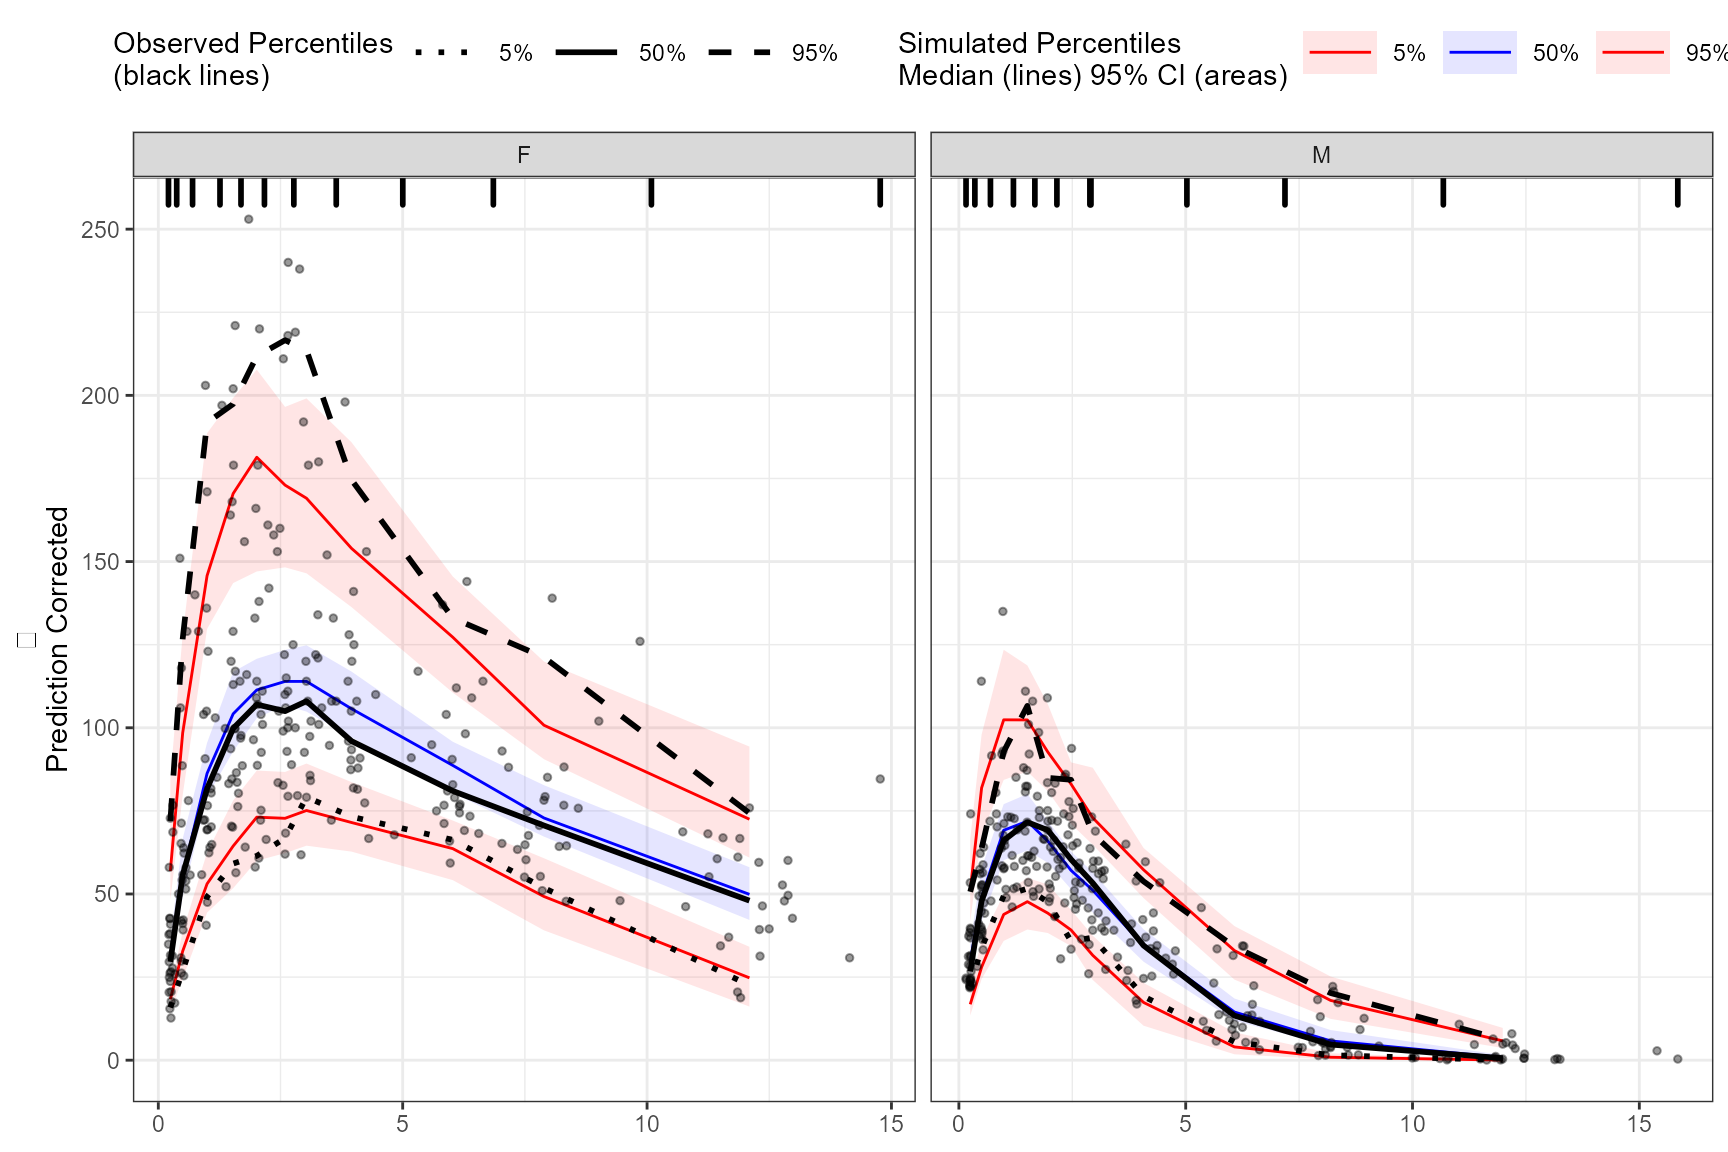 Observed Percentiles
(black lines)
5%
50%
95%
Simulated Percentiles
Median (lines) 95% CI (areas)
5%
50%
95%
F
M
Prediction Corrected
250
200
150
100
50
0
0
5
10
15
0
5
10
15